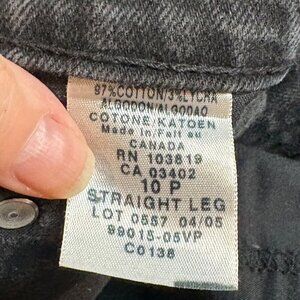 97% COTTON/3% LYCRA
ALGODON/ALGODAO
COTONE/KATOEN
Made in/Fait au
CANADA
RN 103819
CA 03402
10 P
STRAIGHT LEG
LOT 0557 04/05
99015-05VP
C0138